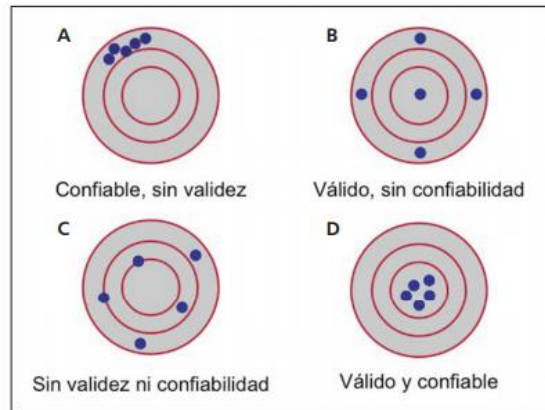 A
Confiable, sin validez
B
Válido, sin confiabilidad
C
Sin validez ni confiabilidad
D
Válido y confiable